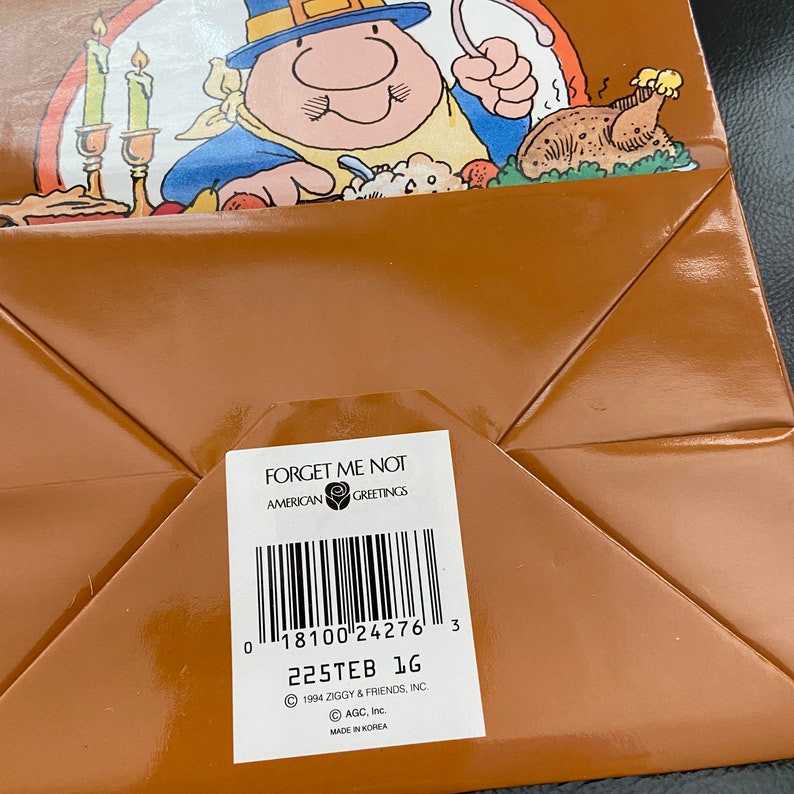 FORGET ME NOT
AMERICAN GREETINGS
0 18100 24276 3
225TEB 1G
© 1994 ZIGGY & FRIENDS, INC.
© AGC, Inc.
MADE IN KOREA